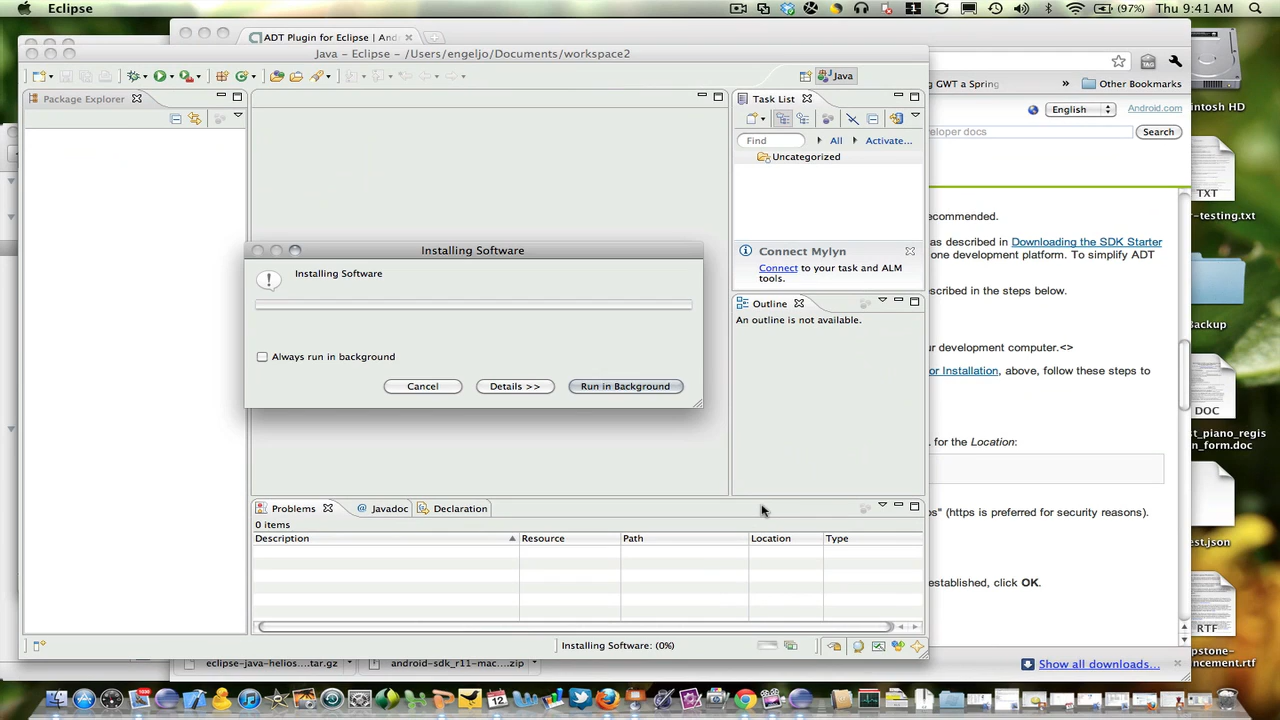 Eclipse
(97%)
Thu 9:41 AM
ADT Plugin for Eclipse | And
Java - Eclipse - /Users/engeljo/Documents/workspace2
Java
TAG
ng GWT a Spring
»
Other Bookmarks
Package Explorer
Task List
English
Android.com
intosh HD
Find
All
Activate...
eloper docs
Search
Uncategorized
TXT
r-testing.txt
ecommended.
as described in Downloading the SDK Starter
one development platform. To simplify ADT
Installing Software
Connect Mylyn
Connect to your task and ALM
tools.
Installing Software
escribed in the steps below.
Outline
An outline is not available.
Backup
ur development computer.<>
Always run in background
or Installation, above, follow these steps to
Cancel
Details >>
Run in Background
DOC
st_piano_regis
n_form.doc
. for the Location:
Problems
@ Javadoc
Declaration
0 items
ps" (https is preferred for security reasons).
Description
Resource
Path
Location
Type
est.json
established, click OK.
RTF
Installing Software: (0%)
pstone-
ncement.rtf
eclipse-java-helios....tar.gz
android-sdk_r11-mac....zip
Show all downloads...